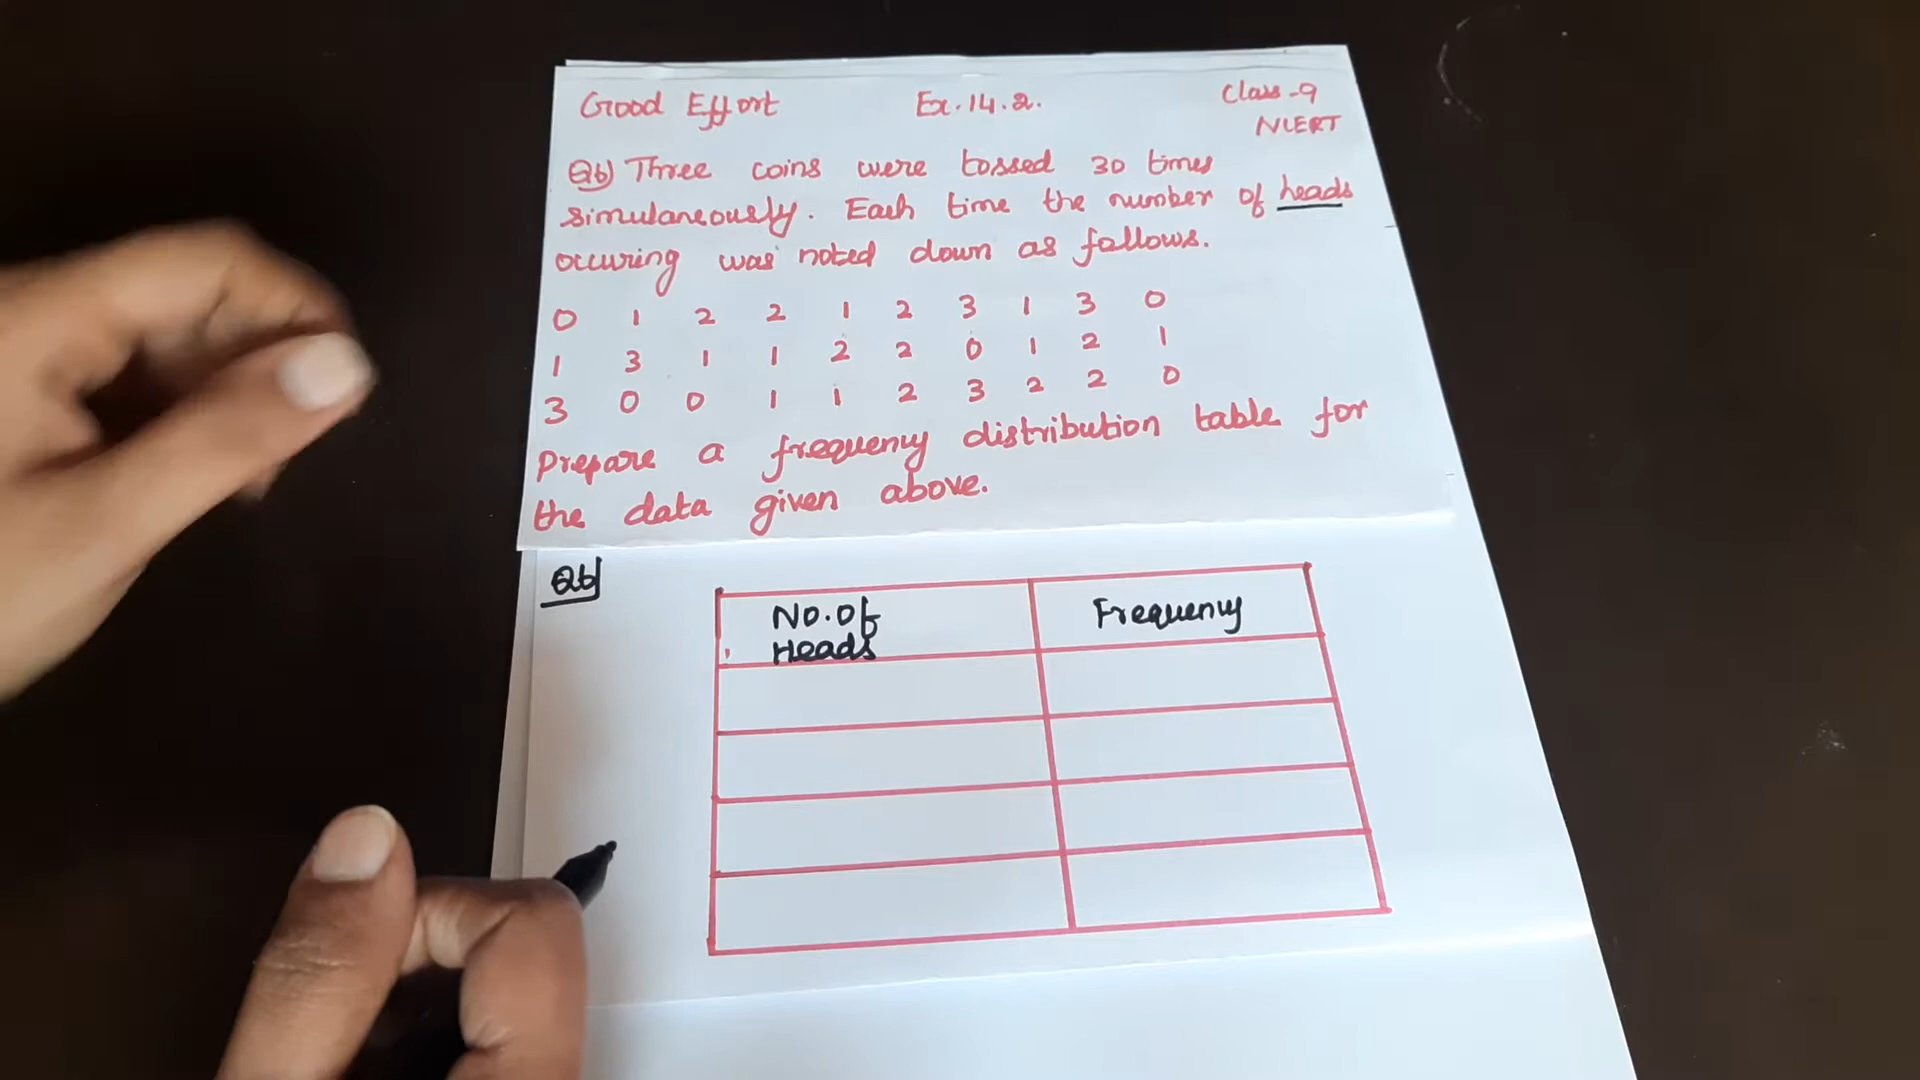 Good Effort Ex.14.2. Class-9
NCERT
Q6) Three coins were tossed 30 times
simulaneously. Each time the number of heads
occuring was noted down as follows.
0 1 2 2 1 2 3 1 3 0
1 3 1 1 2 2 0 1 2 1
3 0 0 1 1 2 3 2 2 0
Prepare a frequency distribution table for
the data given above.
Q6)
No. Of Frequency
Heads